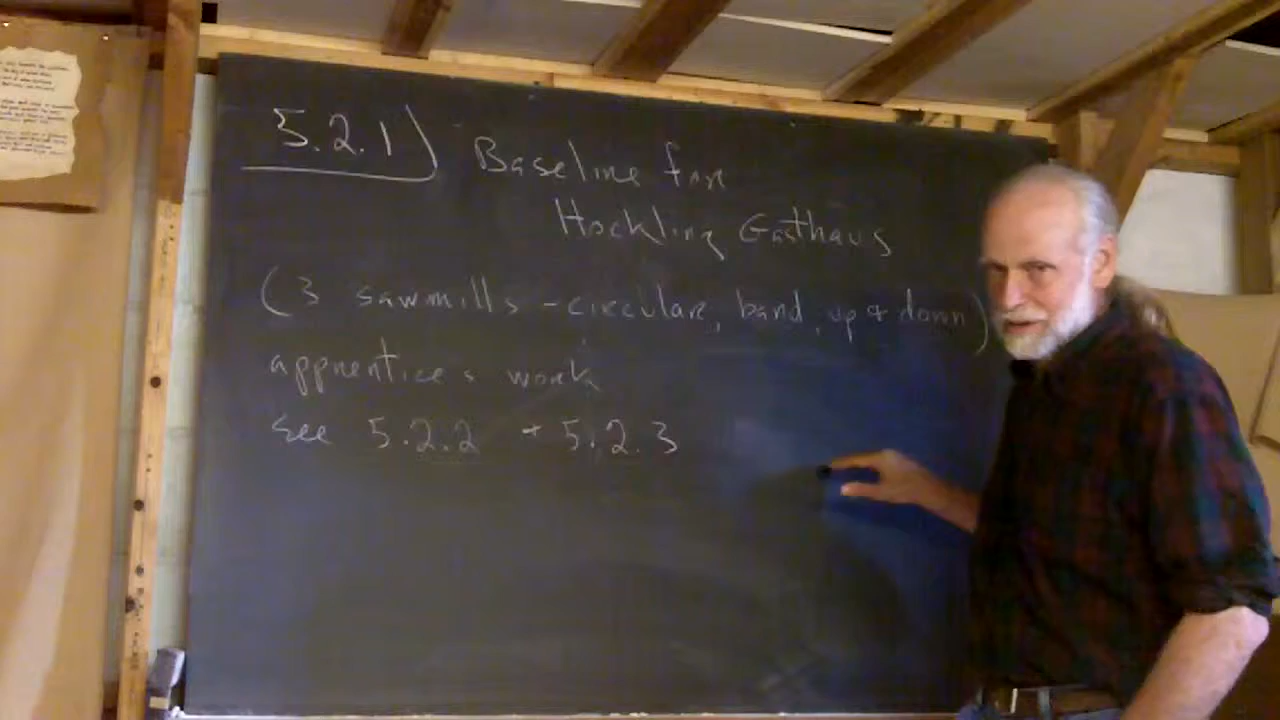 5.2.1) Baseline for
Hockling Gasthaus
(3 sawmills - circular, band, up & down)
apprentices work
see 5.2.2 + 5.2.3